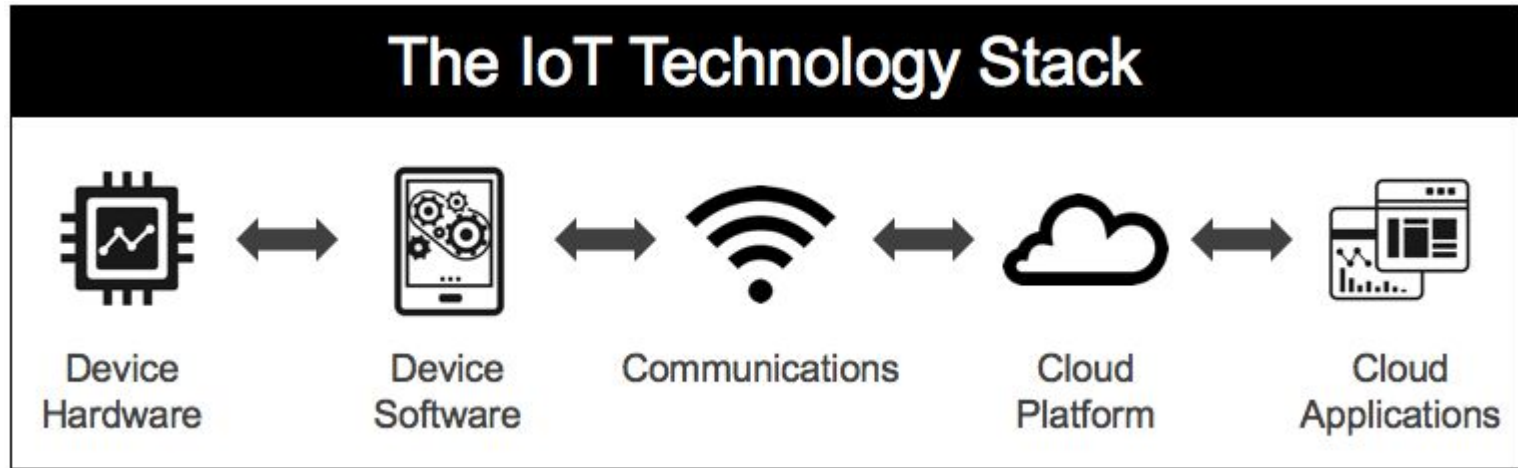 The IoT Technology Stack
Device
Hardware
Device
Software
Communications
Cloud
Platform
Cloud
Applications